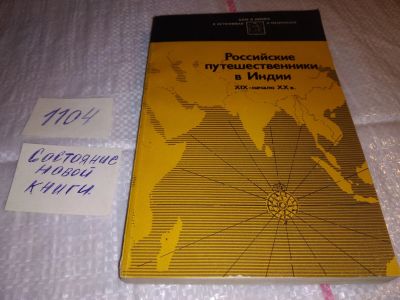 1104
Состояние
новой
книги.
Российские
путешественники
в Индии
XIX - начало XX в.